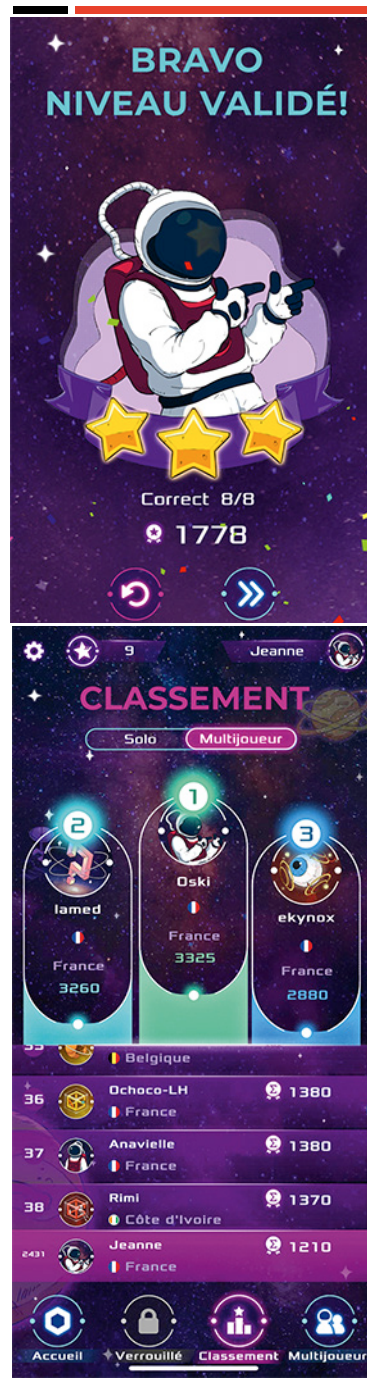 BRAVO
NIVEAU VALIDÉ!
Correct 8/8
1778
9 Jeanne
CLASSEMENT
Solo Multijoueur
2 1 3
lamed
France
3260
Oski
France
3325
ekynox
France
2880
Belgique
36 Ochoco-LH 1380
France
37 Anavielle 1380
France
38 Rimi 1370
Côte d'Ivoire
2431 Jeanne 1210
France
Accueil Verrouillé Classement Multijoueur